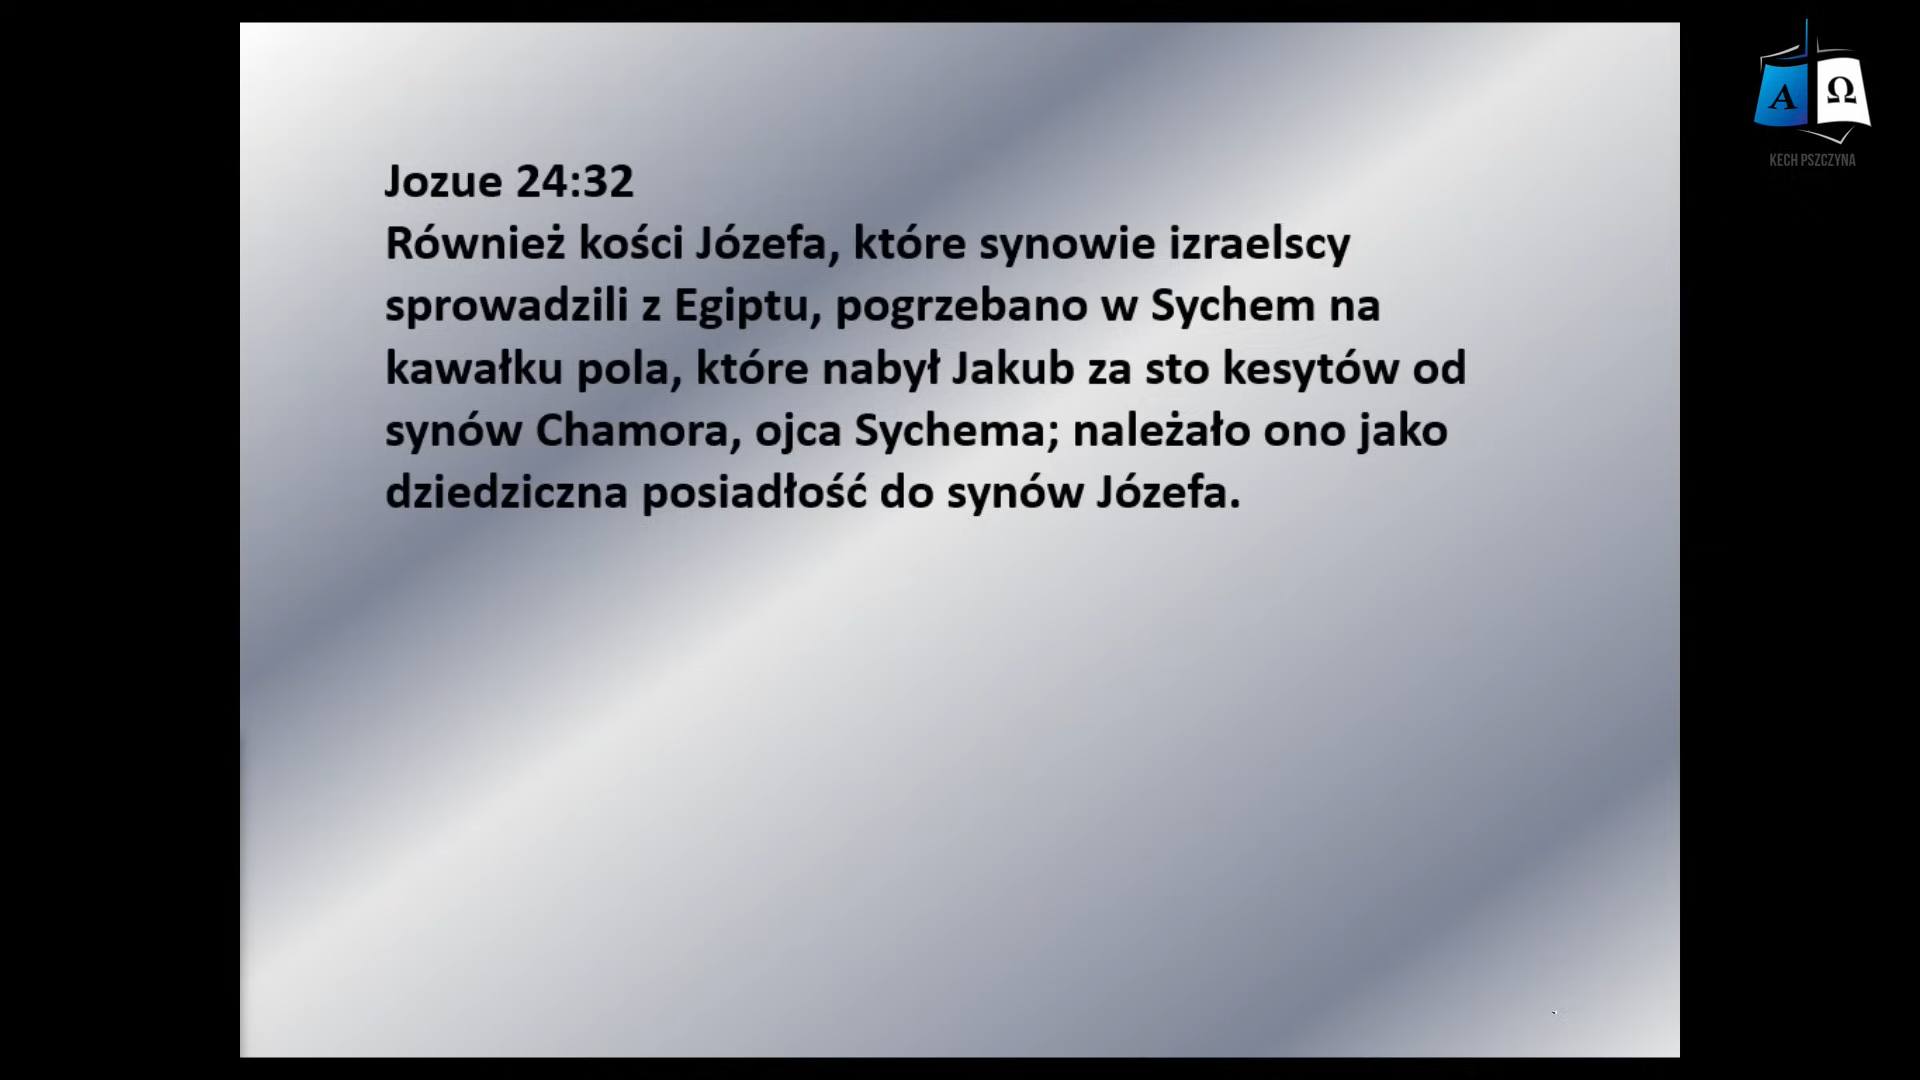 Jozue 24:32
Również kości Józefa, które synowie izraelscy
sprowadzili z Egiptu, pogrzebano w Sychem na
kawałku pola, które nabył Jakub za sto kesytów od
synów Chamora, ojca Sychema; należało ono jako
dziedziczna posiadłość do synów Józefa.
A Ω
KECH PSZCZYNA